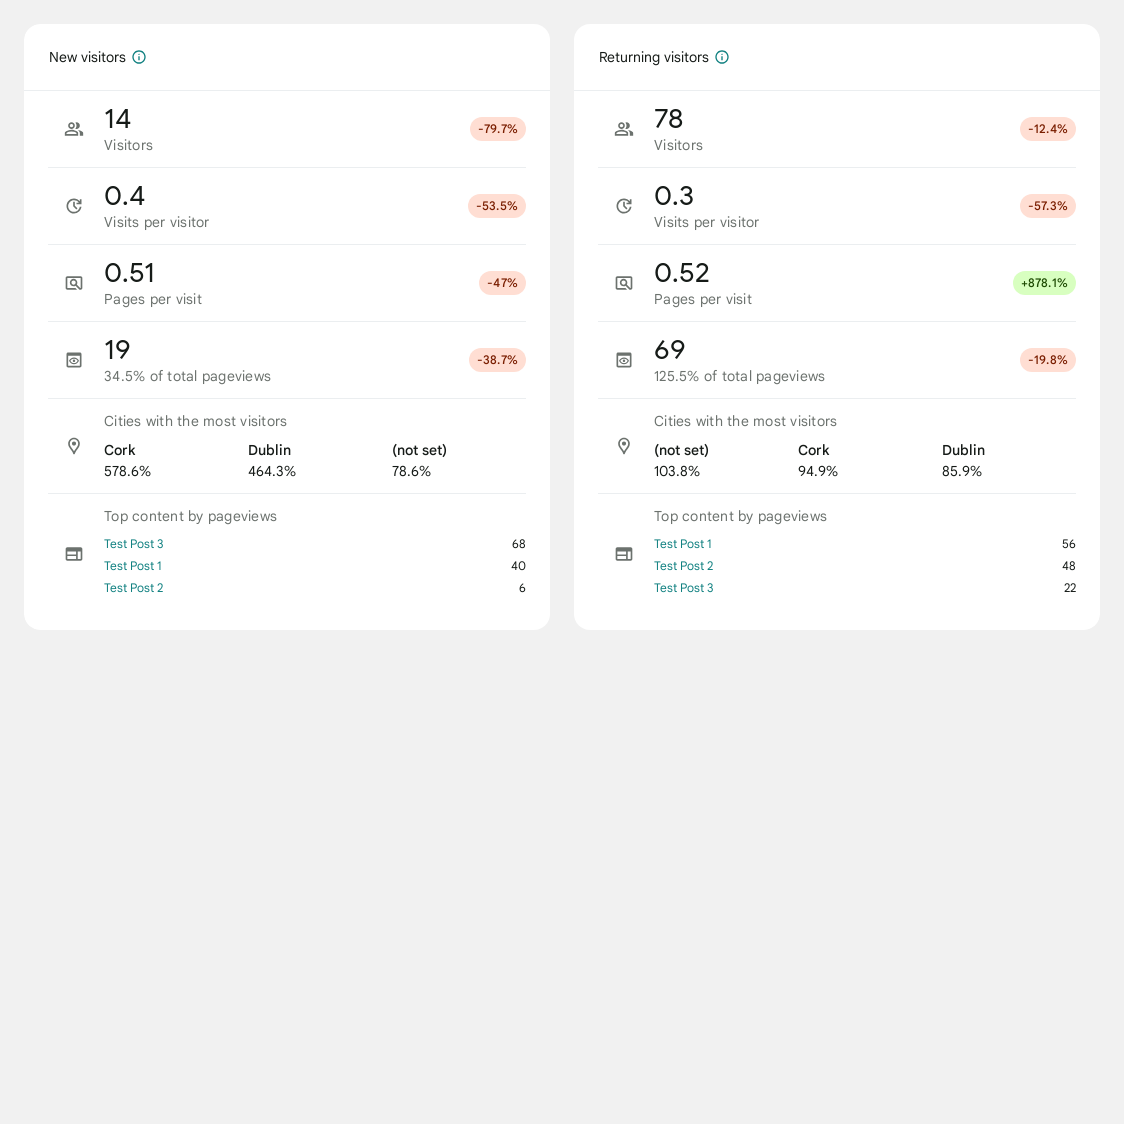 New visitors
14
Visitors
-79.7%
0.4
Visits per visitor
-53.5%
0.51
Pages per visit
-47%
19
34.5% of total pageviews
-38.7%
Cities with the most visitors
Cork Dublin (not set)
578.6% 464.3% 78.6%
Top content by pageviews
Test Post 3 68
Test Post 1 40
Test Post 2 6
Returning visitors
78
Visitors
-12.4%
0.3
Visits per visitor
-57.3%
0.52
Pages per visit
+878.1%
69
125.5% of total pageviews
-19.8%
Cities with the most visitors
(not set) Cork Dublin
103.8% 94.9% 85.9%
Top content by pageviews
Test Post 1 56
Test Post 2 48
Test Post 3 22